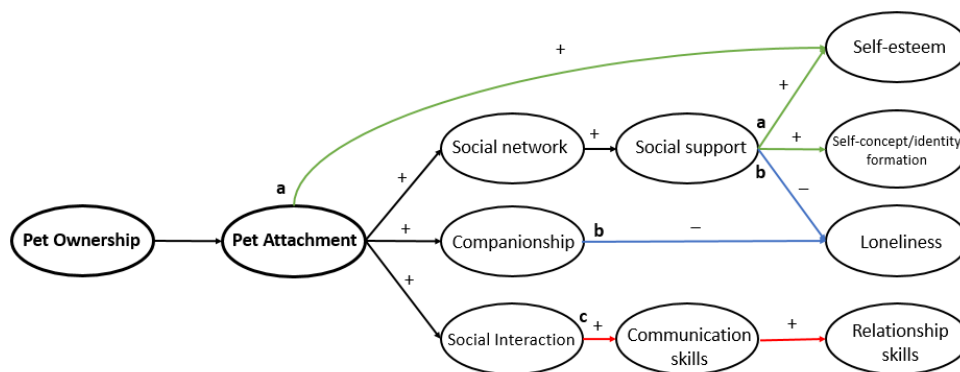 +
Self-esteem
+
a
Social network
+
Social support
+
Self-concept/identity
formation
b
a
+
–
Pet Ownership
Pet Attachment
+
Companionship
b
–
Loneliness
+
c
Social Interaction
+
Communication
skills
+
Relationship
skills